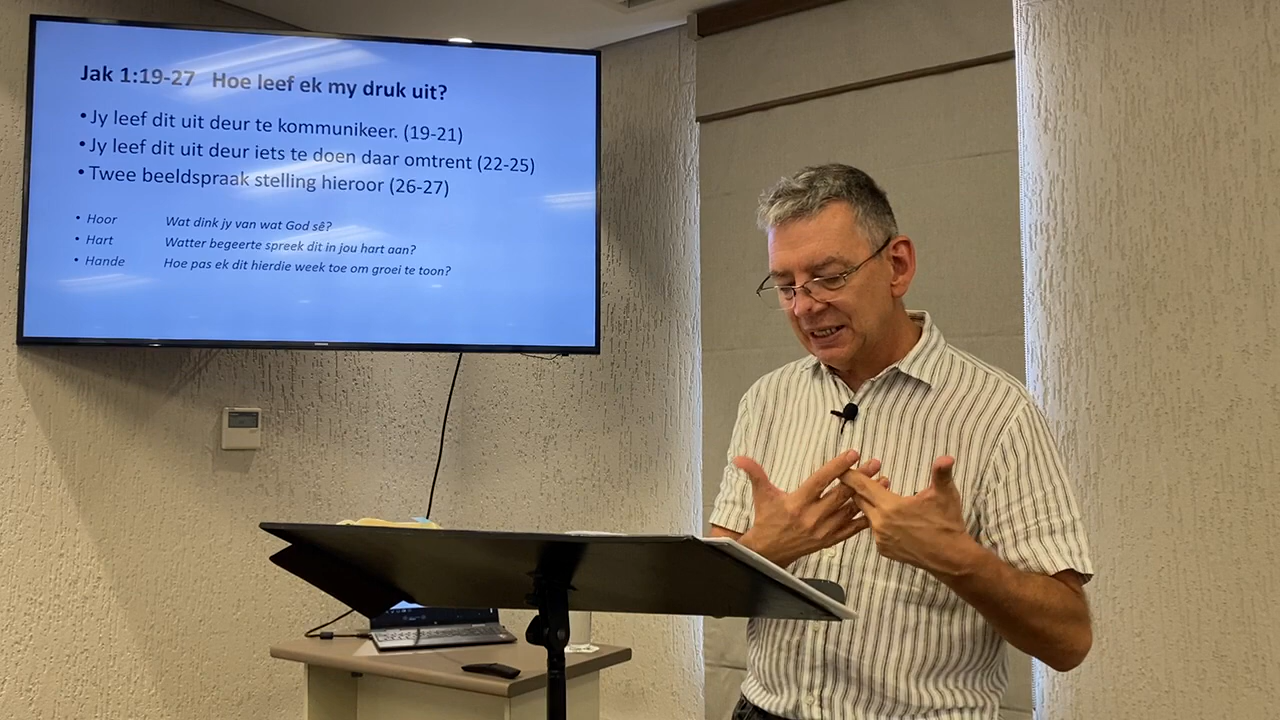 Jak 1:19-27 Hoe leef ek my druk uit?
• Jy leef dit uit deur te kommunikeer. (19-21)
• Jy leef dit uit deur iets te doen daar omtrent (22-25)
• Twee beeldspraak stelling hieroor (26-27)
• Hoor Wat dink jy van wat God sê?
• Hart Watter begeerte spreek dit in jou hart aan?
• Hande Hoe pas ek dit hierdie week toe om groei te toon?